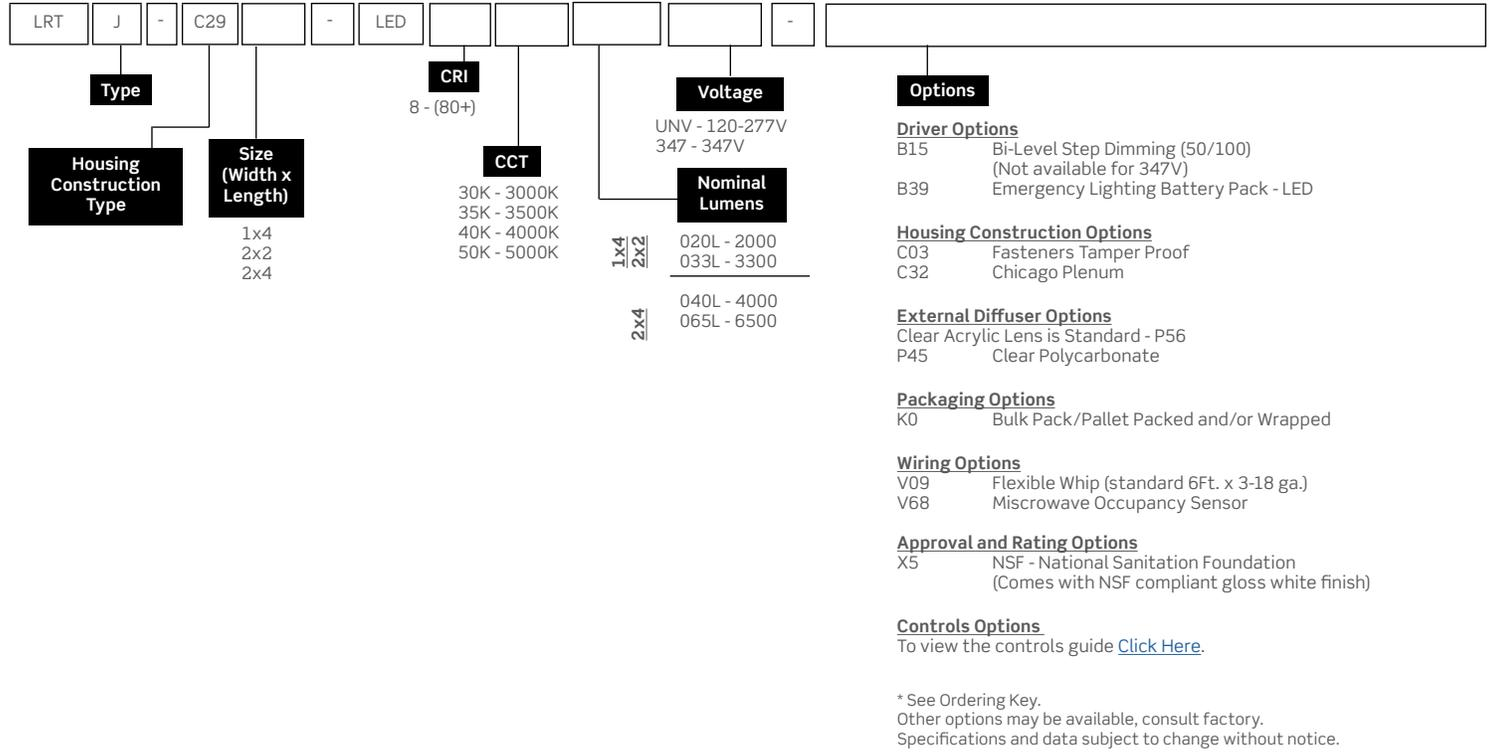 LRT J - C29 - LED -
Type
Housing
Construction
Type
Size
(Width x
Length)
1x4
2x2
2x4
CRI
8 - (80+)
CCT
30K - 3000K
35K - 3500K
40K - 4000K
50K - 5000K
Voltage
UNV - 120-277V
347 - 347V
Nominal
Lumens
1x4
2x2
020L - 2000
033L - 3300
2x4
040L - 4000
065L - 6500
Options
Driver Options
B15 Bi-Level Step Dimming (50/100)
(Not available for 347V)
B39 Emergency Lighting Battery Pack - LED
Housing Construction Options
C03 Fasteners Tamper Proof
C32 Chicago Plenum
External Diffuser Options
Clear Acrylic Lens is Standard - P56
P45 Clear Polycarbonate
Packaging Options
K0 Bulk Pack/Pallet Packed and/or Wrapped
Wiring Options
V09 Flexible Whip (standard 6Ft. x 3-18 ga.)
V68 Miscrowave Occupancy Sensor
Approval and Rating Options
X5 NSF - National Sanitation Foundation
(Comes with NSF compliant gloss white finish)
Controls Options
To view the controls guide Click Here.
* See Ordering Key.
Other options may be available, consult factory.
Specifications and data subject to change without notice.